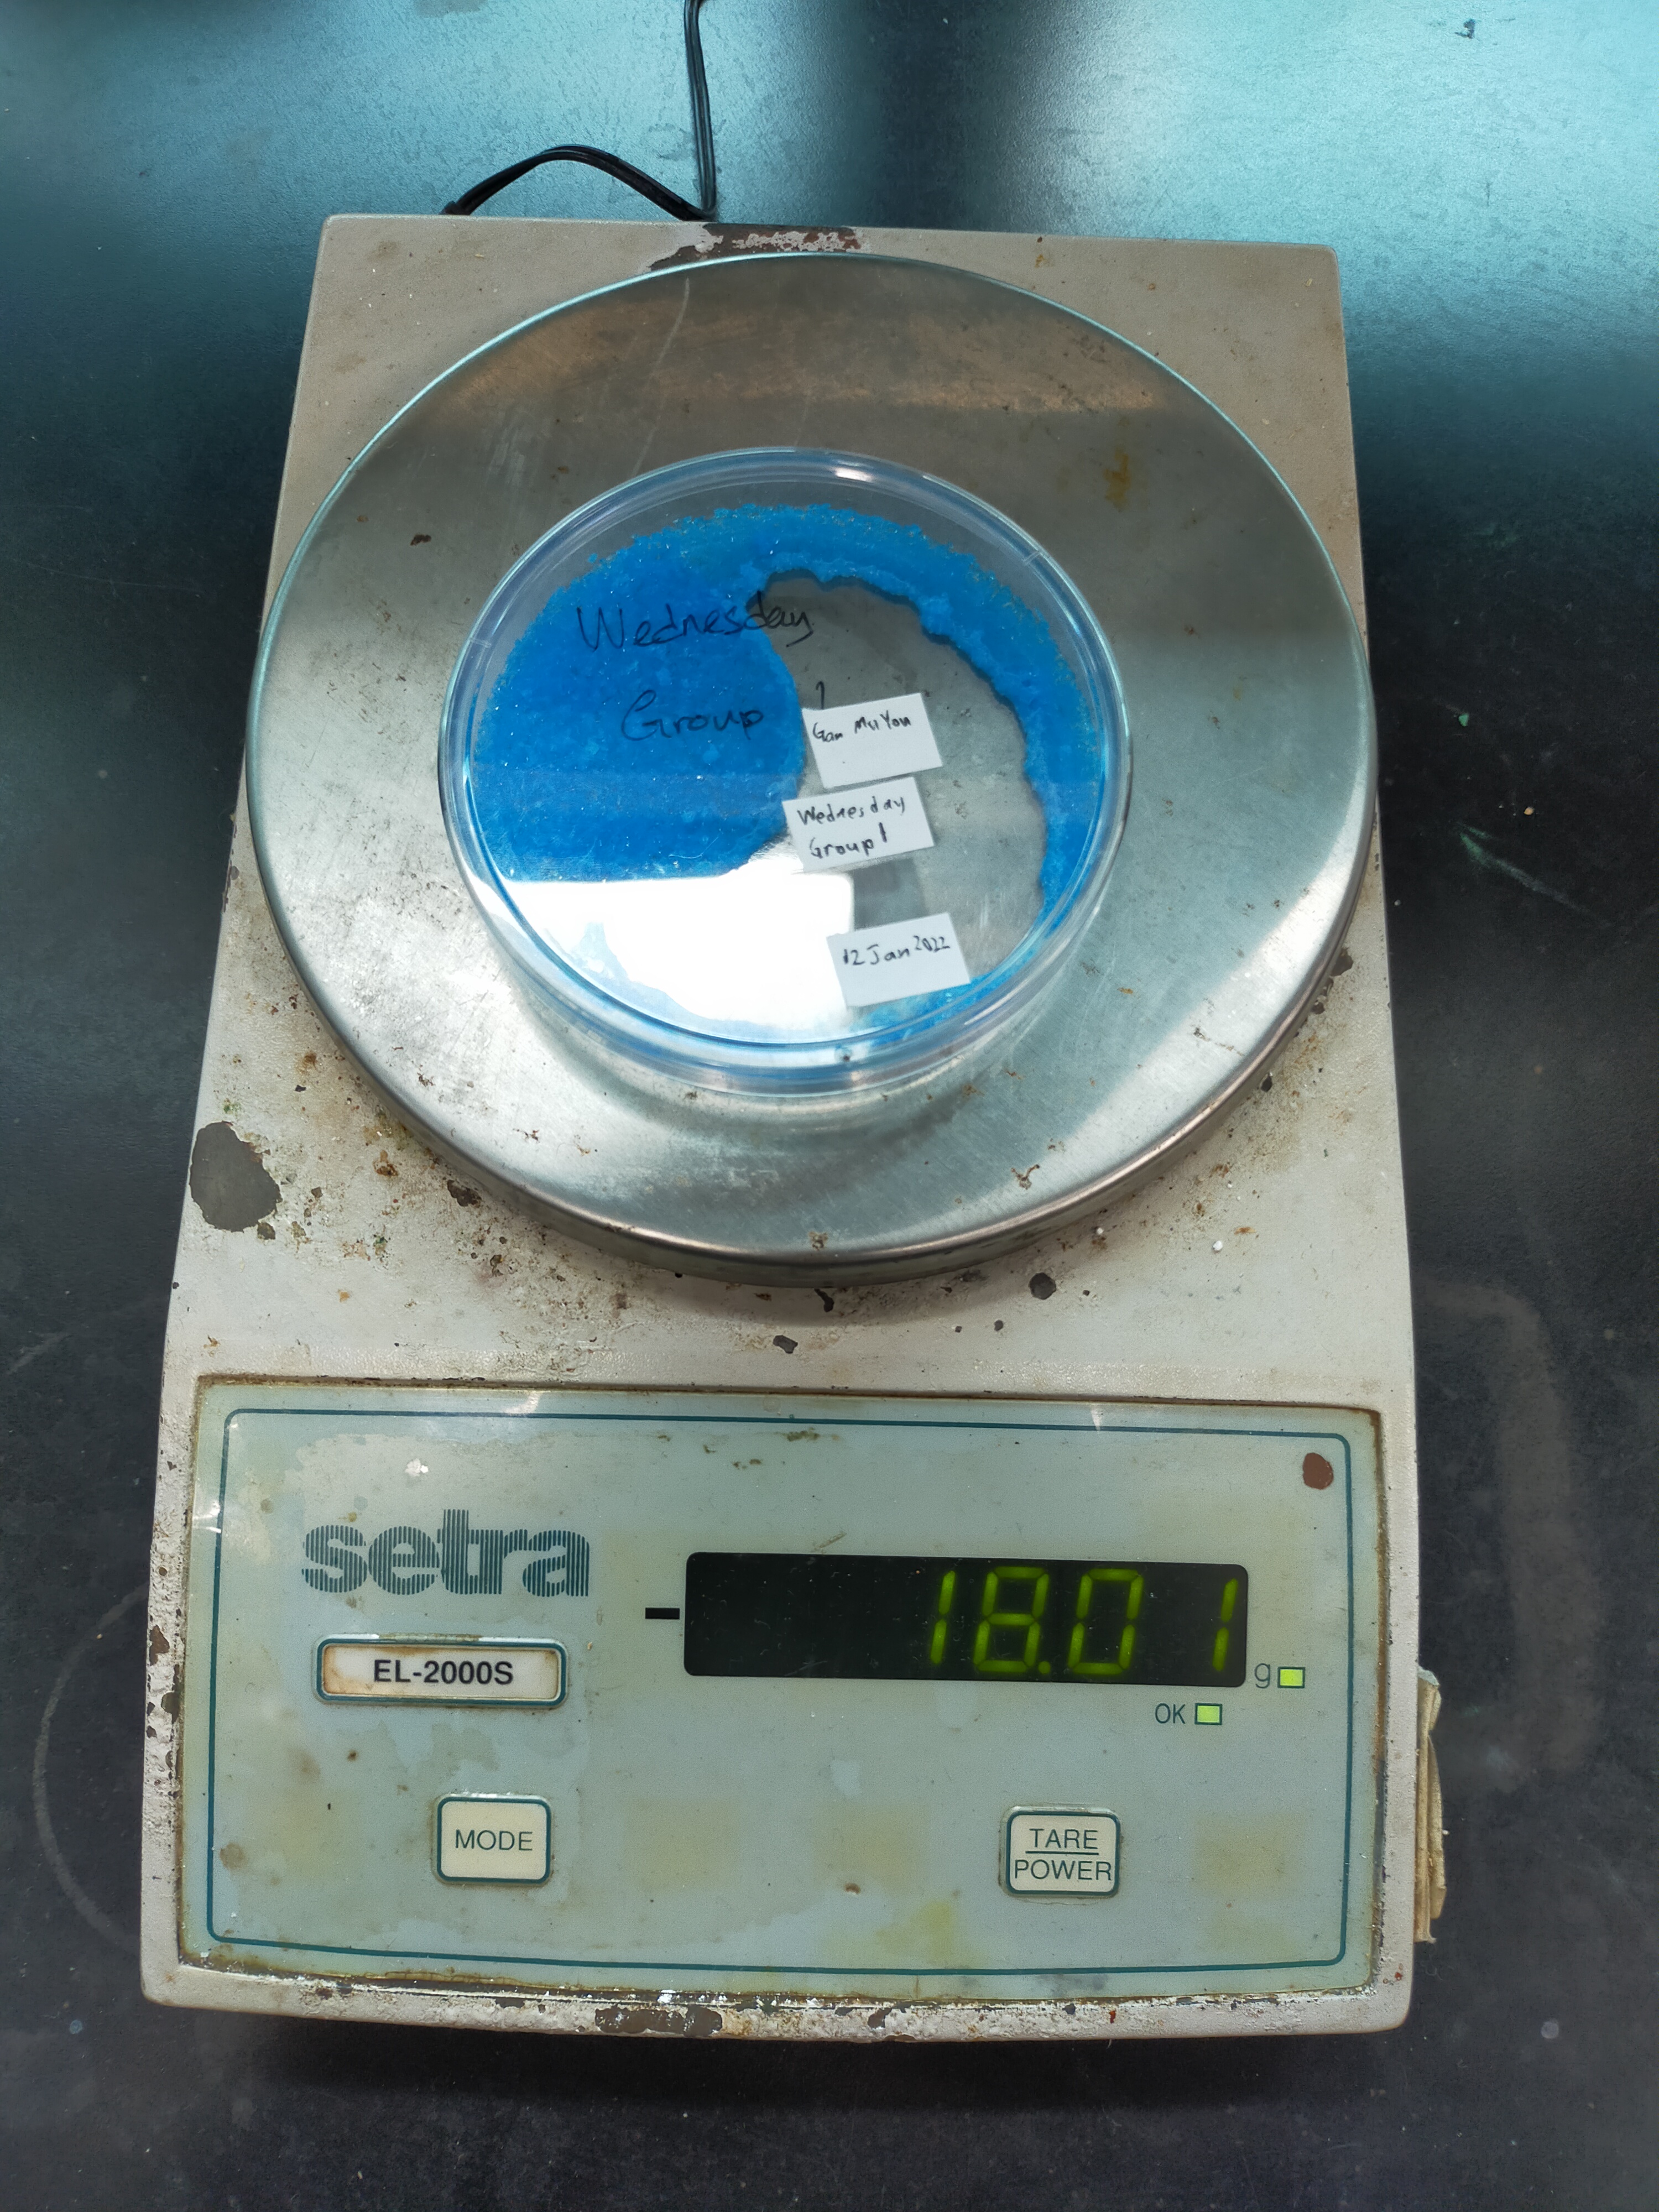 Wednesday
Group 1
Gan Mu You
Wednesday
Group 1
12 Jan 2022
setra
EL-2000S
18.01
g
OK
MODE
TARE
POWER